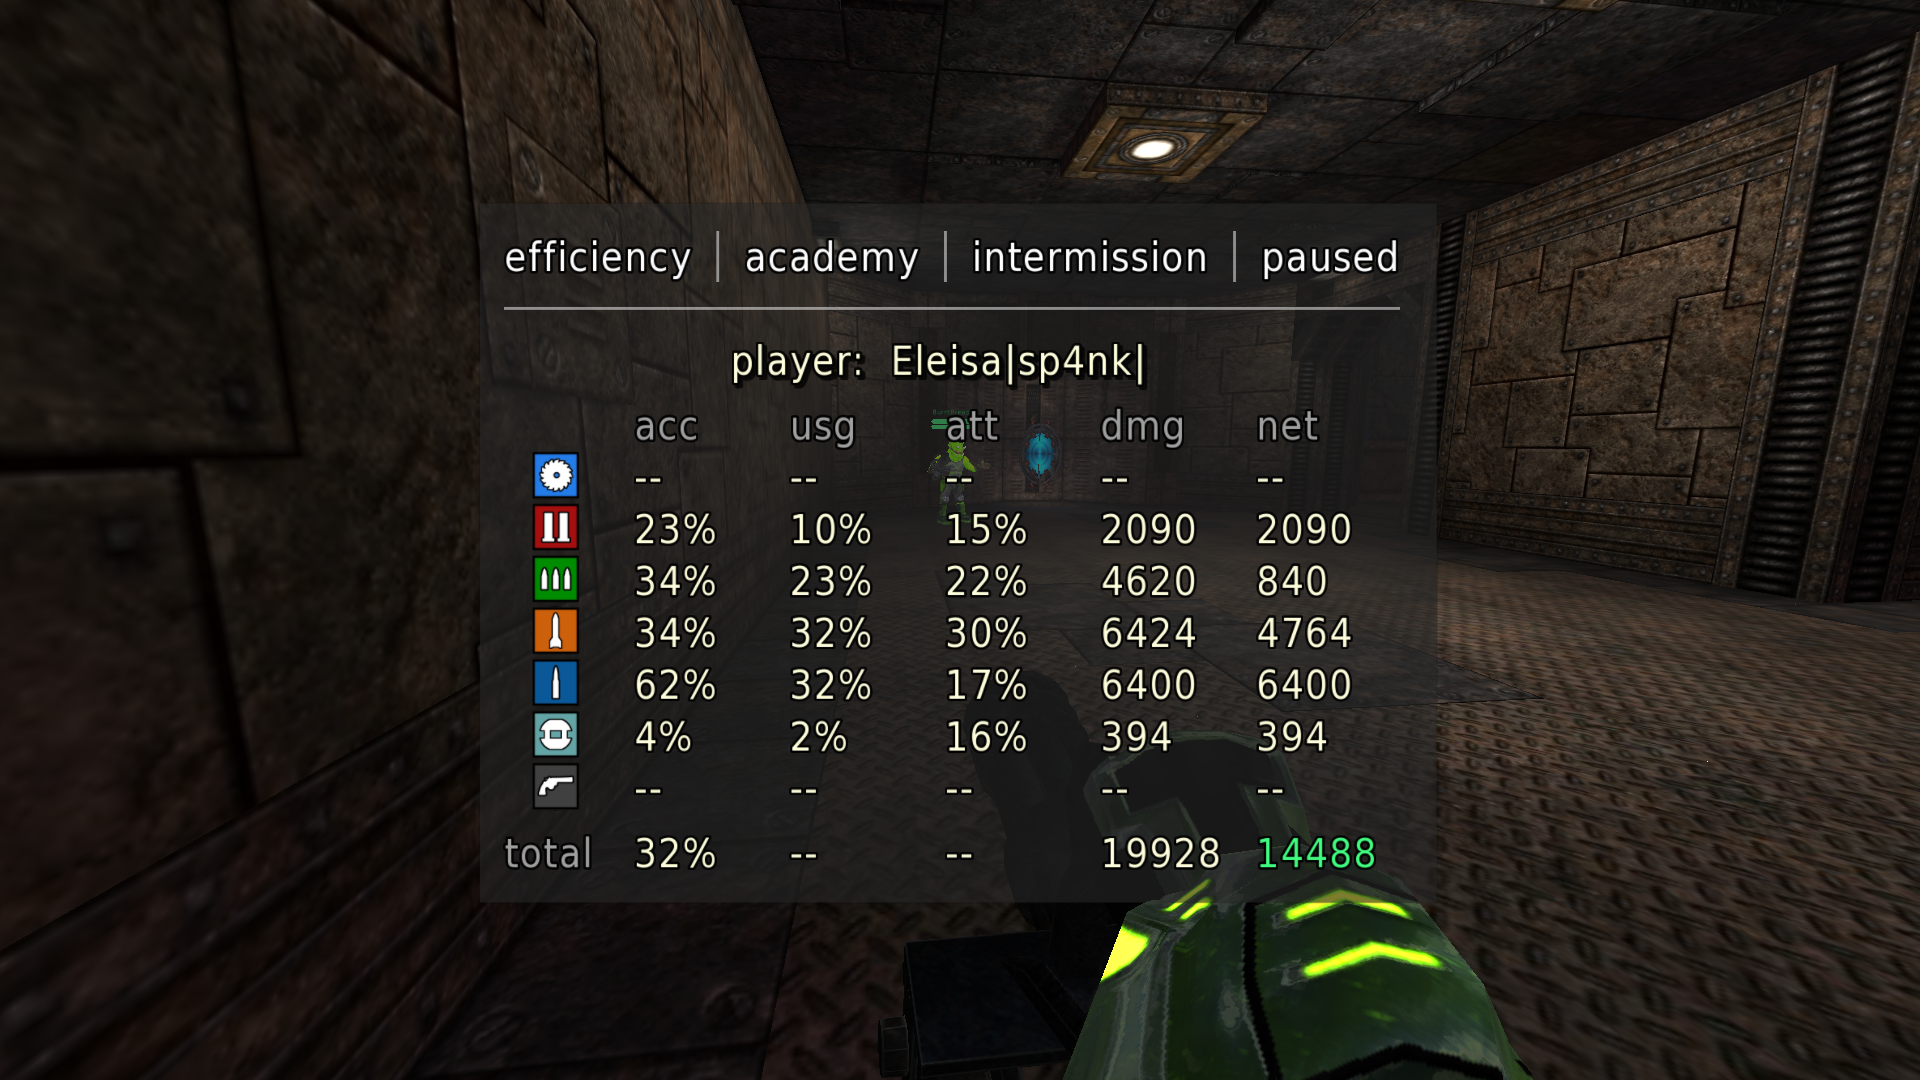 efficiency | academy | intermission | paused
player: Eleisa|sp4nk|
acc usg att dmg net
-- -- -- -- --
23% 10% 15% 2090 2090
34% 23% 22% 4620 840
34% 32% 30% 6424 4764
62% 32% 17% 6400 6400
4% 2% 16% 394 394
-- -- -- -- --
total 32% -- -- 19928 14488